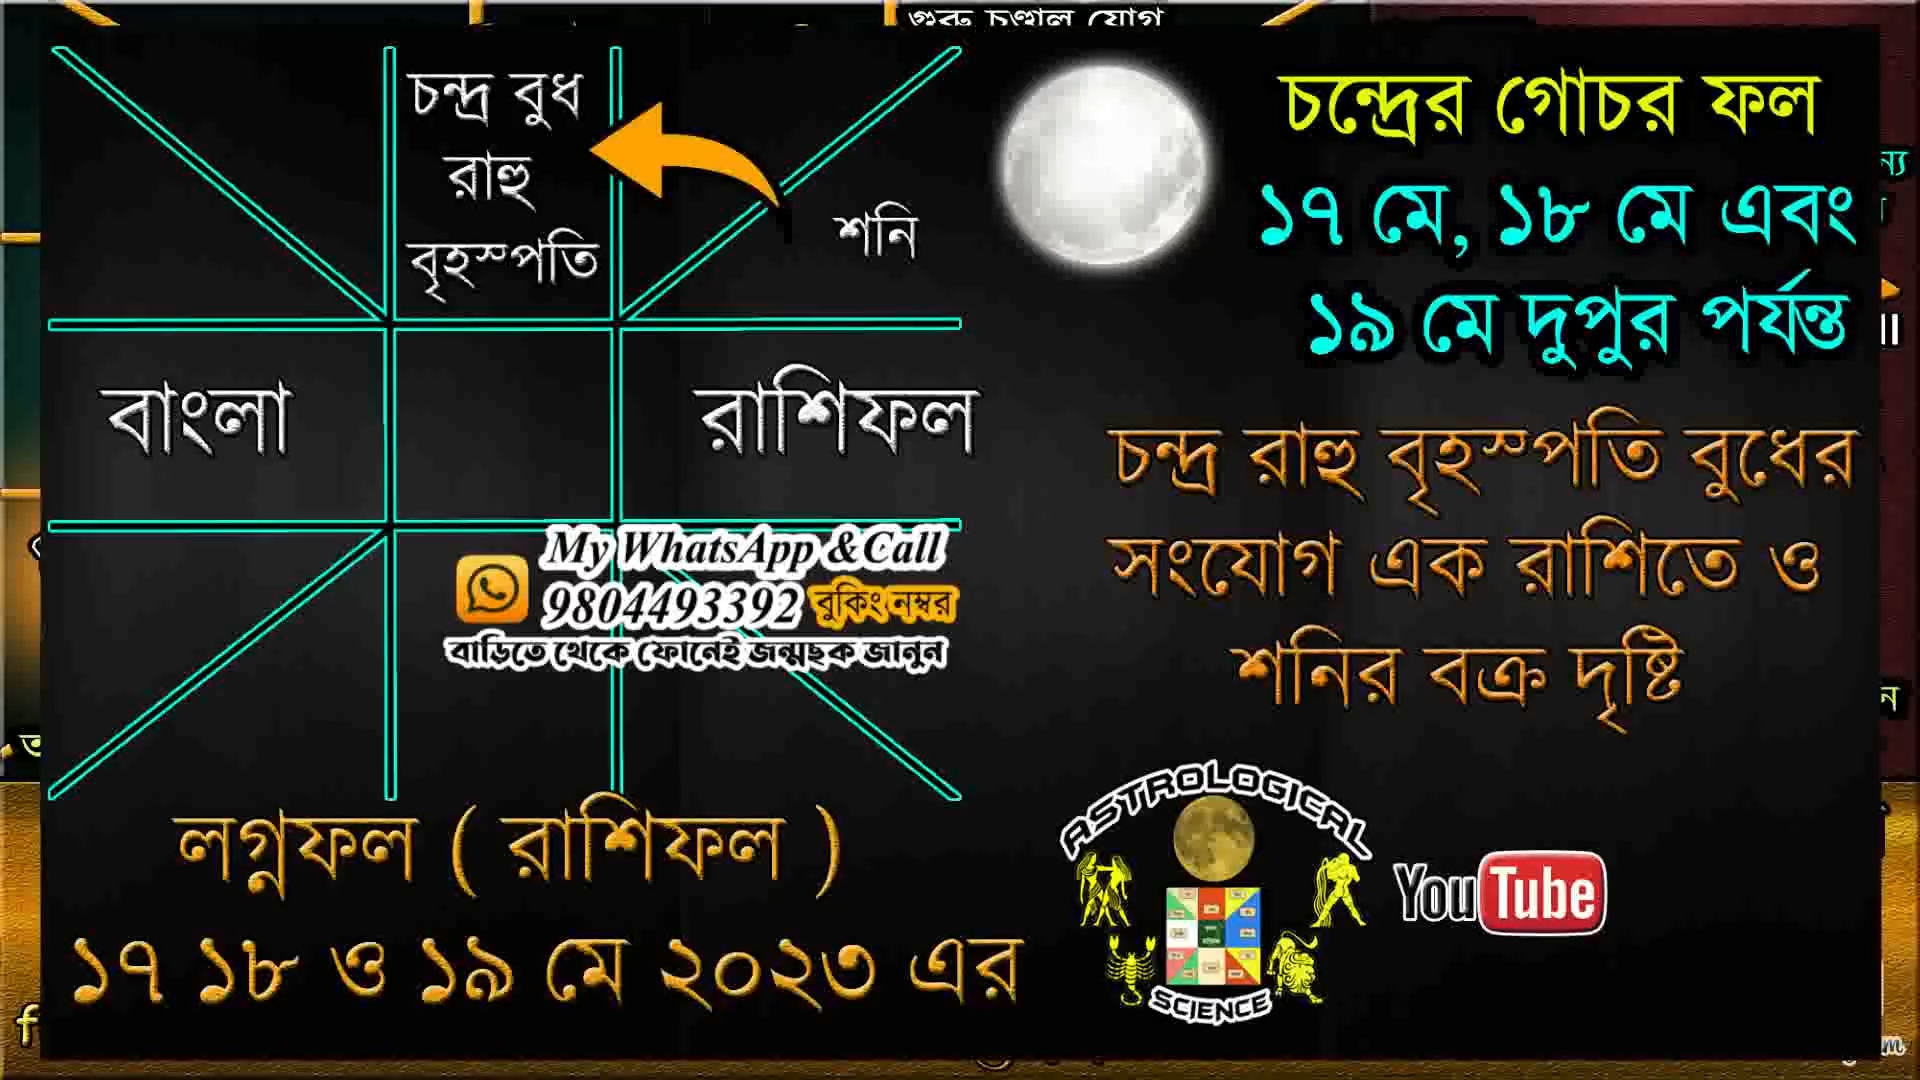 গুরু চণ্ডাল যোগ
চন্দ্র বুধ
রাহু
বৃহস্পতি
শনি
বাংলা
রাশিফল
My WhatsApp &Call
9804493392 বুকিং নম্বর
বাড়িতে থেকে ফোনেই জন্মছক জানুন
লগ্নফল ( রাশিফল )
১৭ ১৮ ও ১৯ মে ২০২৩ এর
চন্দ্রের গোচর ফল
১৭ মে, ১৮ মে এবং
১৯ মে দুপুর পর্যন্ত
চন্দ্র রাহু বৃহস্পতি বুধের
সংযোগ এক রাশিতে ও
শনির বক্র দৃষ্টি
ASTROLOGICAL
SCIENCE
YouTube